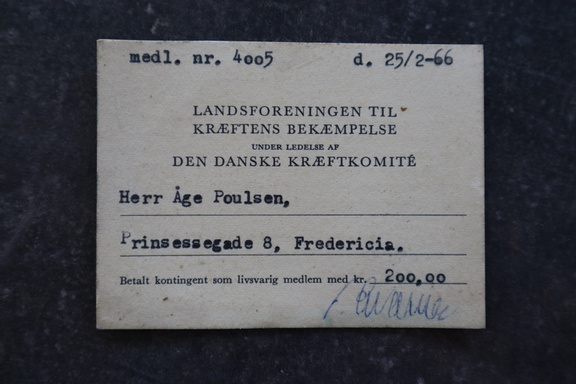 medl. nr. 4005 d. 25/2-66
LANDSFORENINGEN TIL
KRÆFTENS BEKÆMPELSE
UNDER LEDELSE AF
DEN DANSKE KRÆFTKOMITÉ
Herr Åge Poulsen,
Prinsessegade 8, Fredericia.
Betalt kontingent som livsvarig medlem med kr. 200,00